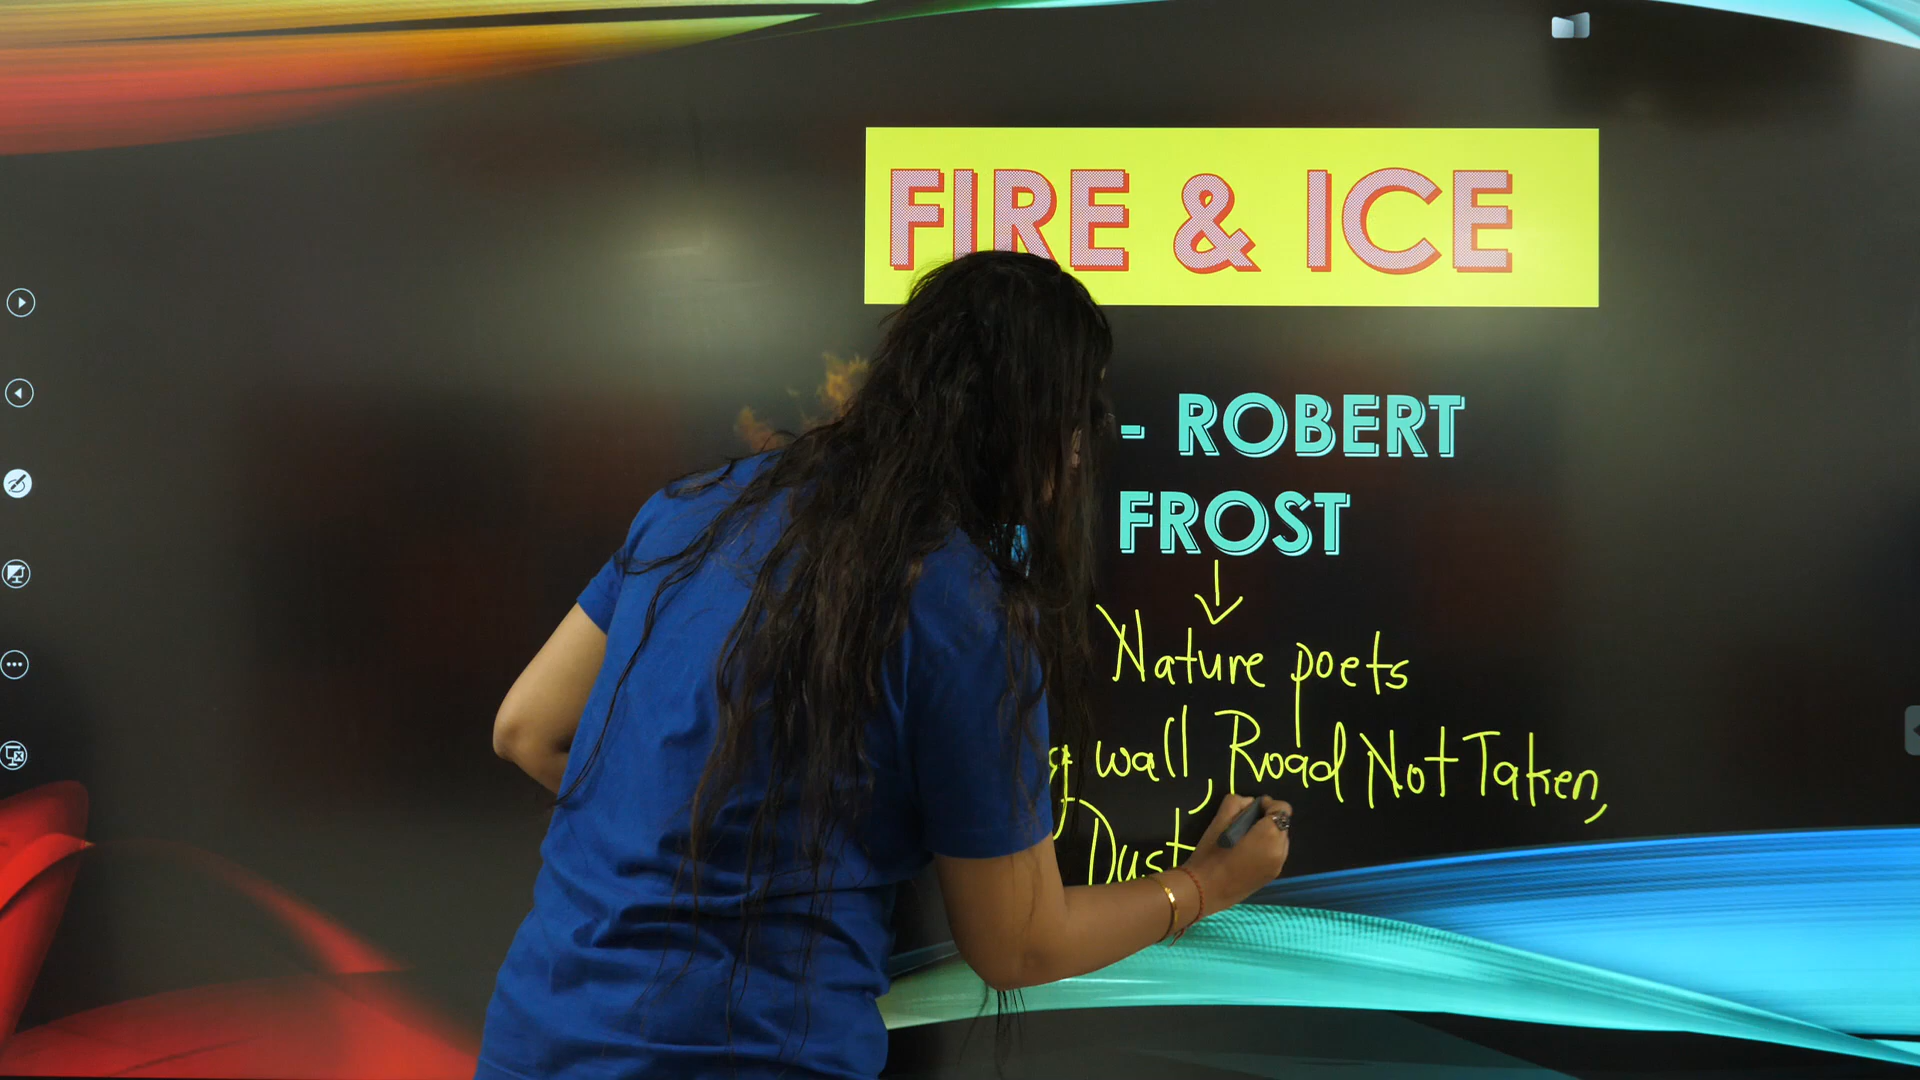 FIRE & ICE
- ROBERT
FROST
Nature poets
wall, Road Not Taken,
Dust